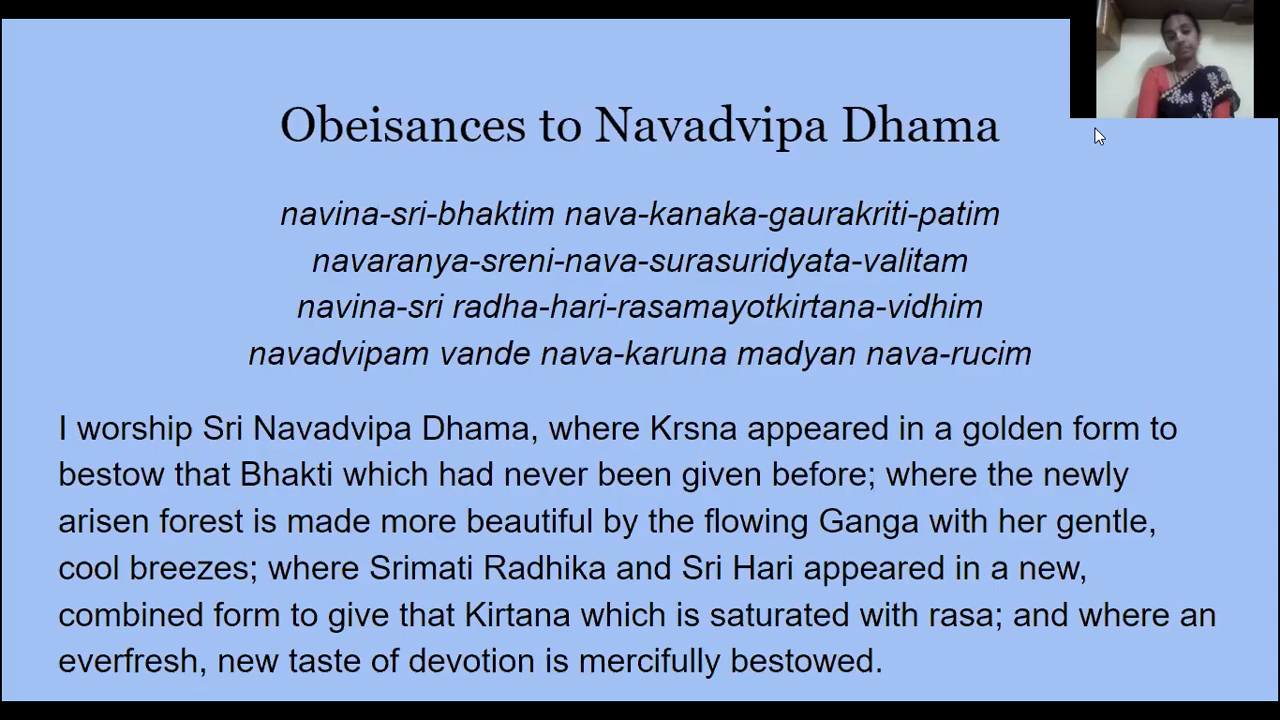 Obeisances to Navadvipa Dhama
navina-sri-bhaktim nava-kanaka-gaurakriti-patim
navaranya-sreni-nava-surasuridyata-valitam
navina-sri radha-hari-rasamayotkirtana-vidhim
navadvipam vande nava-karuna madyan nava-rucim
I worship Sri Navadvipa Dhama, where Krsna appeared in a golden form to
bestow that Bhakti which had never been given before; where the newly
arisen forest is made more beautiful by the flowing Ganga with her gentle,
cool breezes; where Srimati Radhika and Sri Hari appeared in a new,
combined form to give that Kirtana which is saturated with rasa; and where an
everfresh, new taste of devotion is mercifully bestowed.